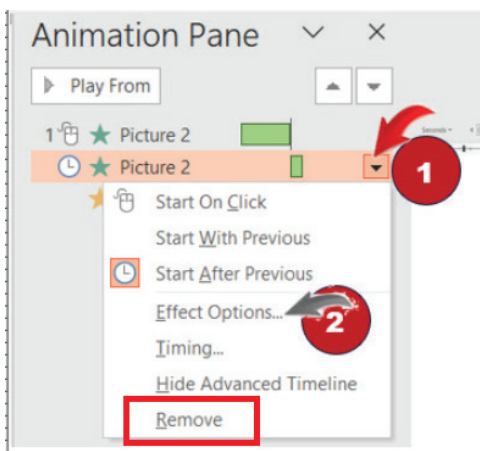 Animation Pane
Play From
1 Picture 2
Picture 2
1
Seconds
Start On Click
Start With Previous
Start After Previous
Effect Options...
2
Timing...
Hide Advanced Timeline
Remove